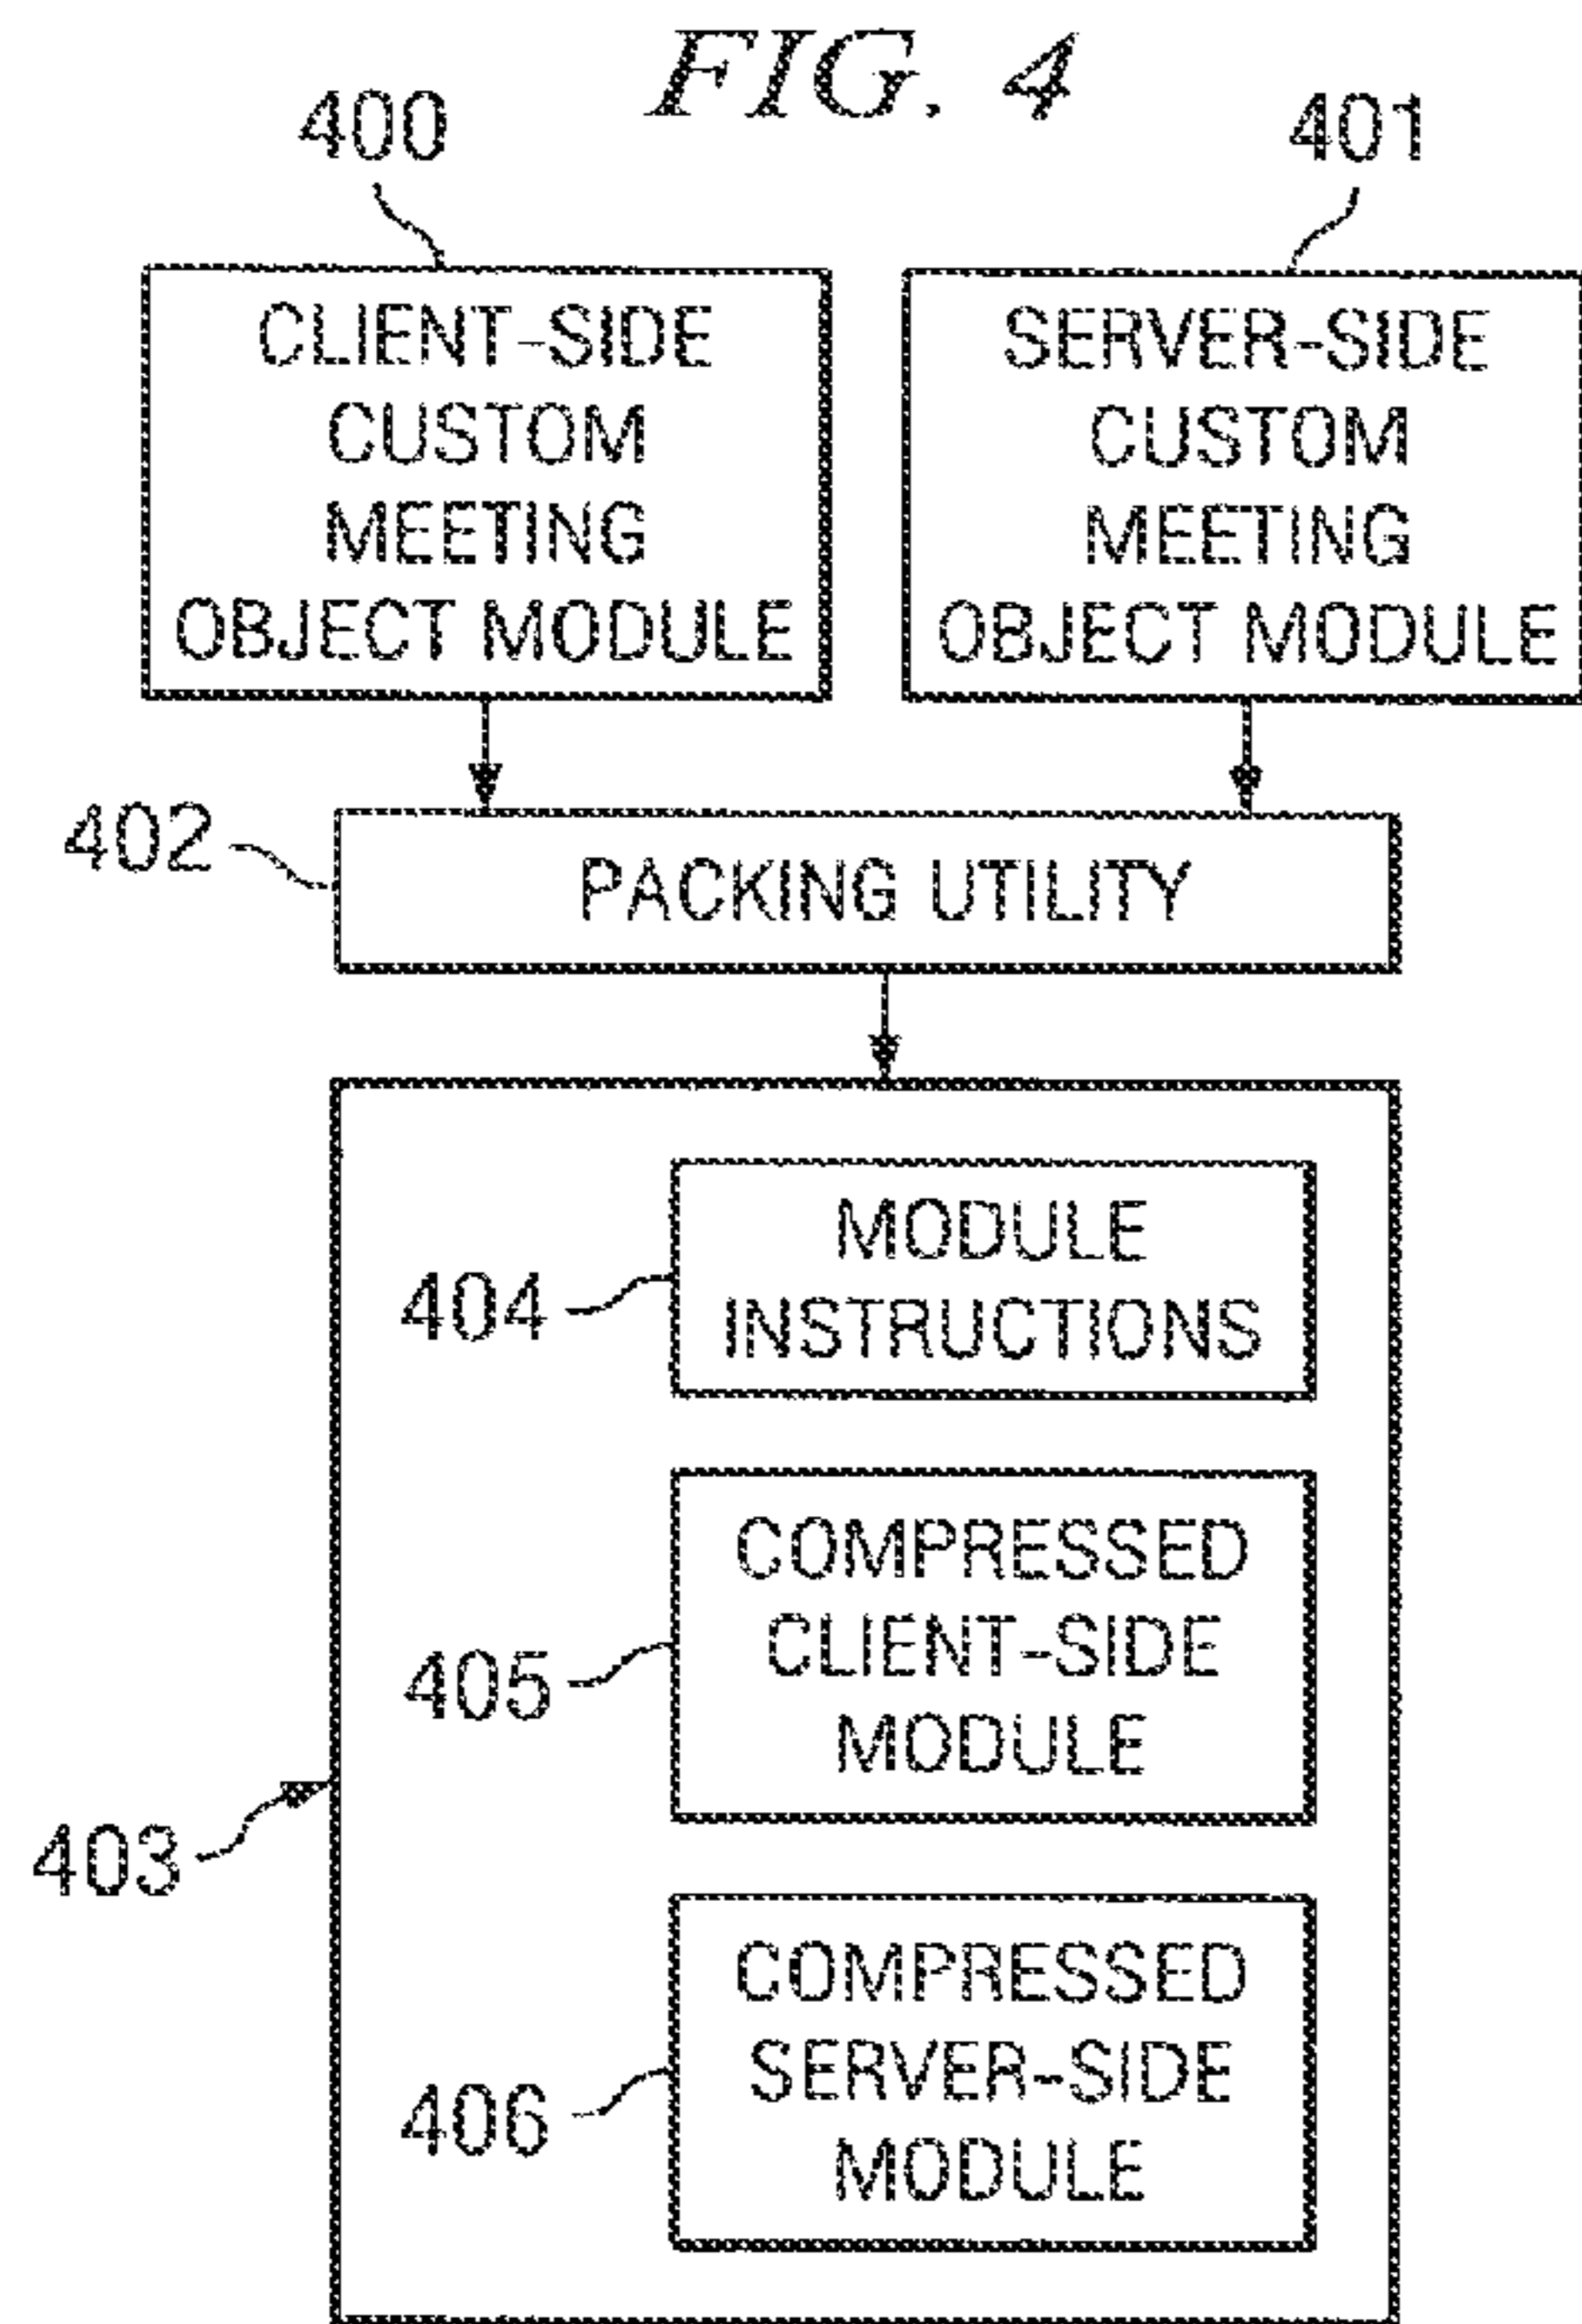 FIG. 4
400
401
CLIENT-SIDE
CUSTOM
MEETING
OBJECT MODULE
SERVER-SIDE
CUSTOM
MEETING
OBJECT MODULE
402
PACKING UTILITY
MODULE
INSTRUCTIONS
404
COMPRESSED
CLIENT-SIDE
MODULE
405
403
COMPRESSED
SERVER-SIDE
MODULE
406